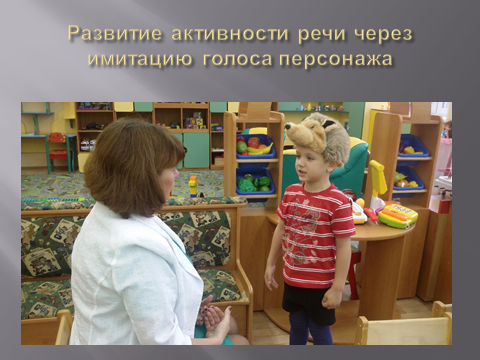 Развитие активности речи через
имитацию голоса персонажа